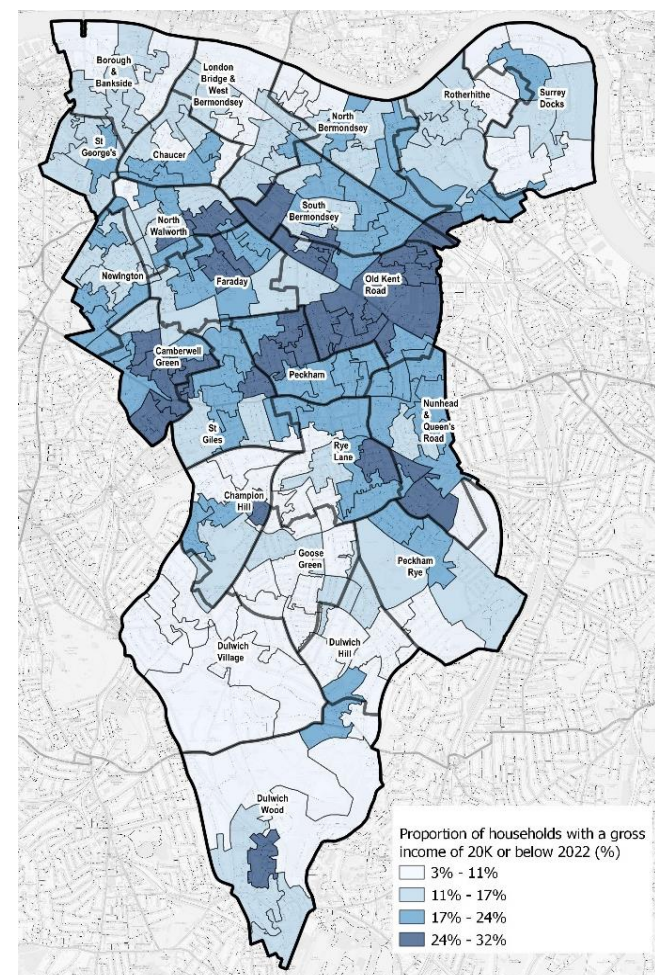 Borough
&
Bankside
London
Bridge &
West
Bermondsey
Rotherhithe
Surrey
Docks
North
Bermondsey
St
George's
Chaucer
South
Bermondsey
North
Walworth
Newington
Faraday
Old Kent
Road
Camberwell
Green
Peckham
Nunhead
&
Queen's
Road
St
Giles
Rye
Lane
Champion
Hill
Goose
Green
Peckham
Rye
Dulwich
Village
Dulwich
Hill
Dulwich
Wood
Proportion of households with a gross
income of 20K or below 2022 (%)
3% - 11%
11% - 17%
17% - 24%
24% - 32%